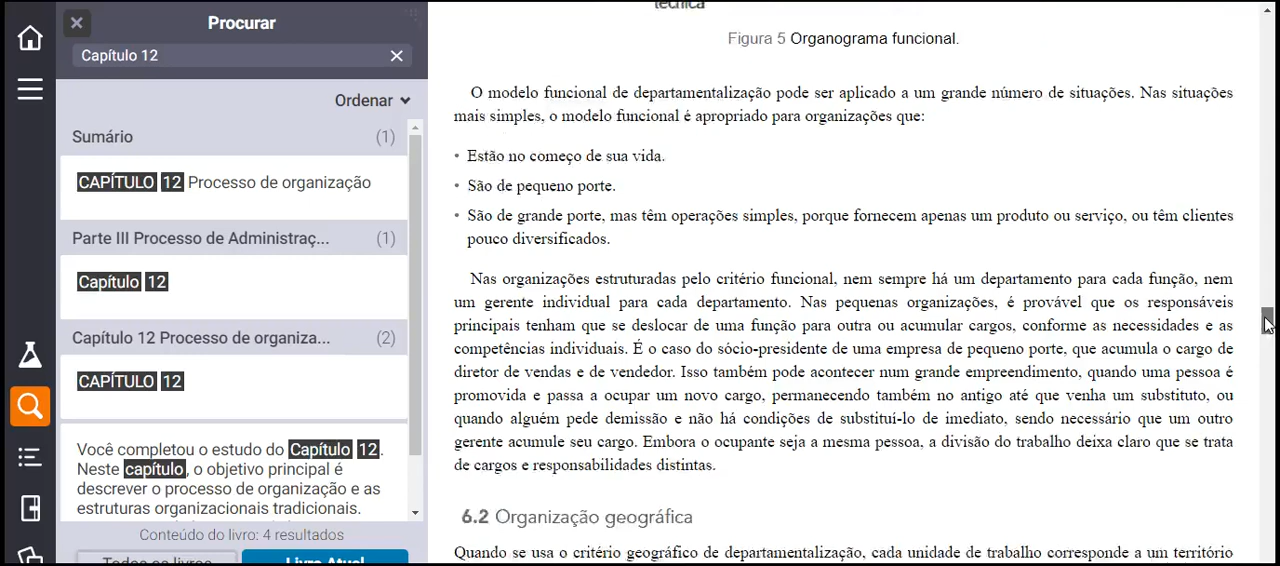 Procurar
Capítulo 12
Ordenar
Sumário (1)
CAPÍTULO 12 Processo de organização
Parte III Processo de Administraç... (1)
Capítulo 12
Capítulo 12 Processo de organiza... (2)
CAPÍTULO 12
Você completou o estudo do Capítulo 12.
Neste capítulo, o objetivo principal é
descrever o processo de organização e as
estruturas organizacionais tradicionais.
Conteúdo do livro: 4 resultados
Todos os livros
Livro Atual
técnica
Figura 5 Organograma funcional.
O modelo funcional de departamentalização pode ser aplicado a um grande número de situações. Nas situações
mais simples, o modelo funcional é apropriado para organizações que:
• Estão no começo de sua vida.
• São de pequeno porte.
• São de grande porte, mas têm operações simples, porque fornecem apenas um produto ou serviço, ou têm clientes
pouco diversificados.
Nas organizações estruturadas pelo critério funcional, nem sempre há um departamento para cada função, nem
um gerente individual para cada departamento. Nas pequenas organizações, é provável que os responsáveis
principais tenham que se deslocar de uma função para outra ou acumular cargos, conforme as necessidades e as
competências individuais. É o caso do sócio-presidente de uma empresa de pequeno porte, que acumula o cargo de
diretor de vendas e de vendedor. Isso também pode acontecer num grande empreendimento, quando uma pessoa é
promovida e passa a ocupar um novo cargo, permanecendo também no antigo até que venha um substituto, ou
quando alguém pede demissão e não há condições de substituí-lo de imediato, sendo necessário que um outro
gerente acumule seu cargo. Embora o ocupante seja a mesma pessoa, a divisão do trabalho deixa claro que se trata
de cargos e responsabilidades distintas.
6.2 Organização geográfica
Quando se usa o critério geográfico de departamentalização, cada unidade de trabalho corresponde a um território